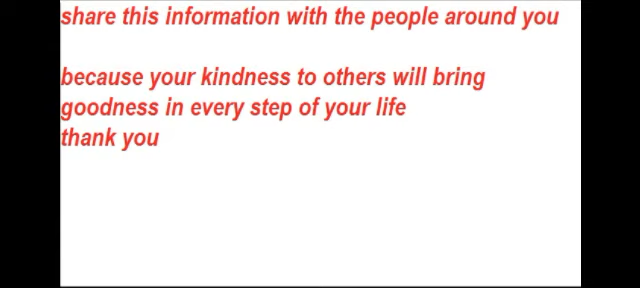 share this information with the people around you
because your kindness to others will bring
goodness in every step of your life
thank you